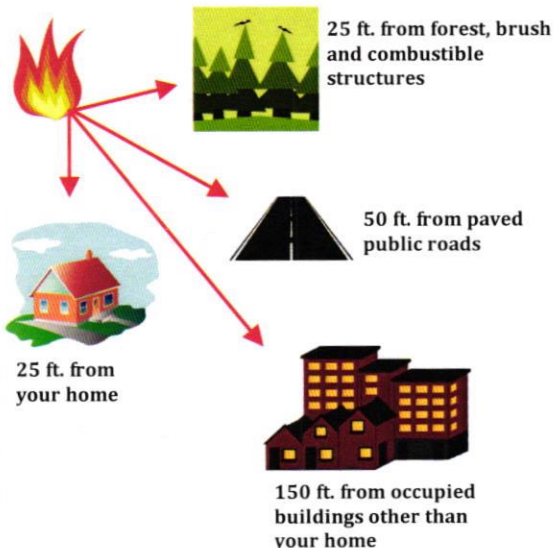 25 ft. from forest, brush
and combustible
structures
50 ft. from paved
public roads
25 ft. from
your home
150 ft. from occupied
buildings other than
your home